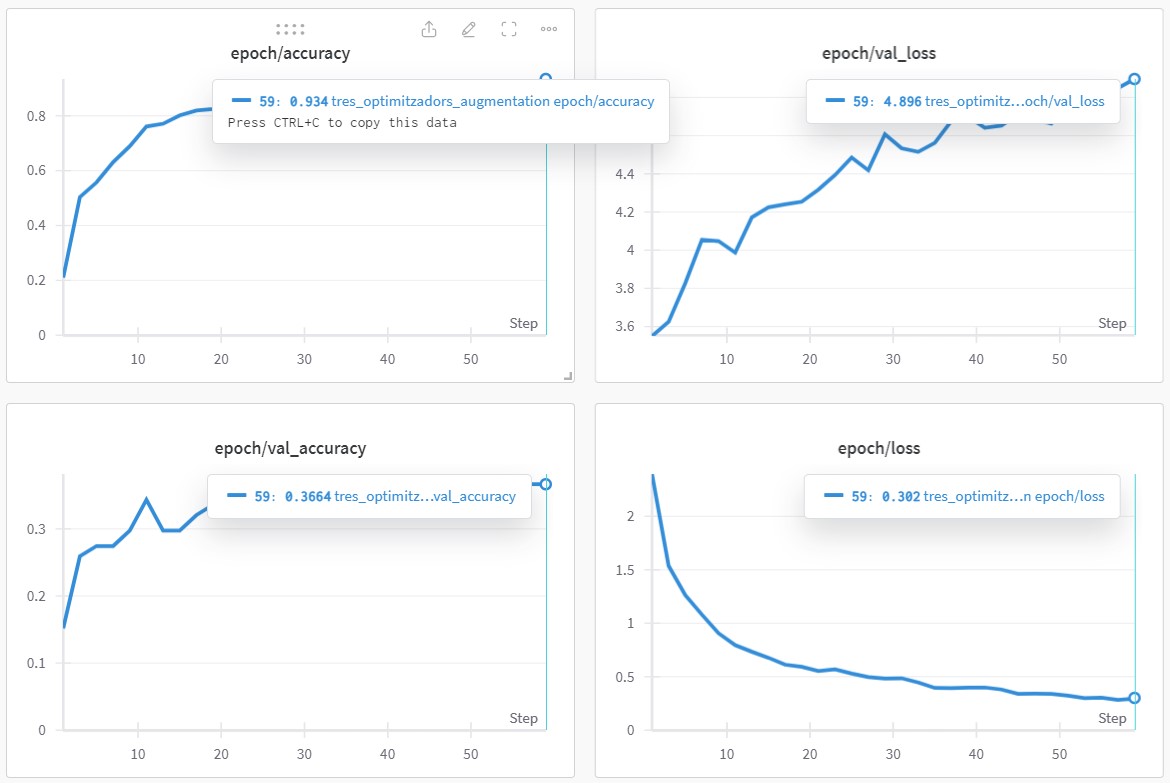 epoch/accuracy
59: 0.934 tres_optimitzadors_augmentation epoch/accuracy
Press CTRL+C to copy this data
0.8
0.6
0.4
0.2
0
Step
10 20 30 40 50
epoch/val_loss
59: 4.896 tres_optimitz...och/val_loss
4.4
4.2
4
3.8
3.6
Step
10 20 30 40 50
epoch/val_accuracy
59: 0.3664 tres_optimitz...val_accuracy
0.3
0.2
0.1
0
Step
10 20 30 40 50
epoch/loss
59: 0.302 tres_optimitz...n epoch/loss
2
1.5
1
0.5
0
Step
10 20 30 40 50